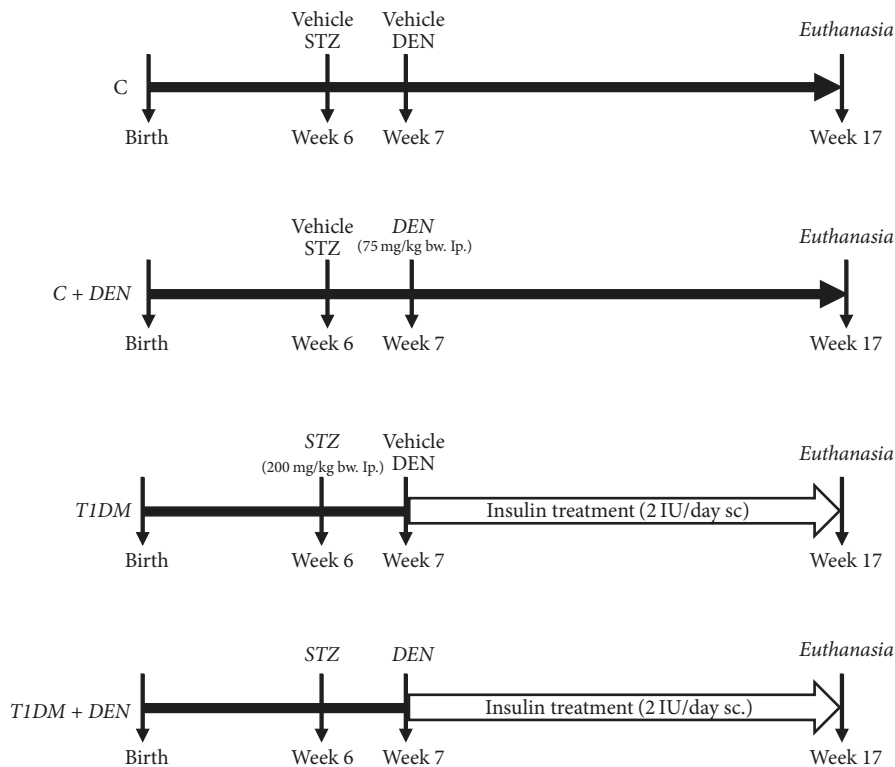 Vehicle Vehicle Euthanasia
STZ DEN
C
Birth Week 6 Week 7 Week 17
Vehicle DEN Euthanasia
STZ (75 mg/kg bw. Ip.)
C + DEN
Birth Week 6 Week 7 Week 17
STZ Vehicle Euthanasia
(200 mg/kg bw. Ip.) DEN
T1DM Insulin treatment (2 IU/day sc)
Birth Week 6 Week 7 Week 17
STZ DEN Euthanasia
T1DM + DEN Insulin treatment (2 IU/day sc.)
Birth Week 6 Week 7 Week 17